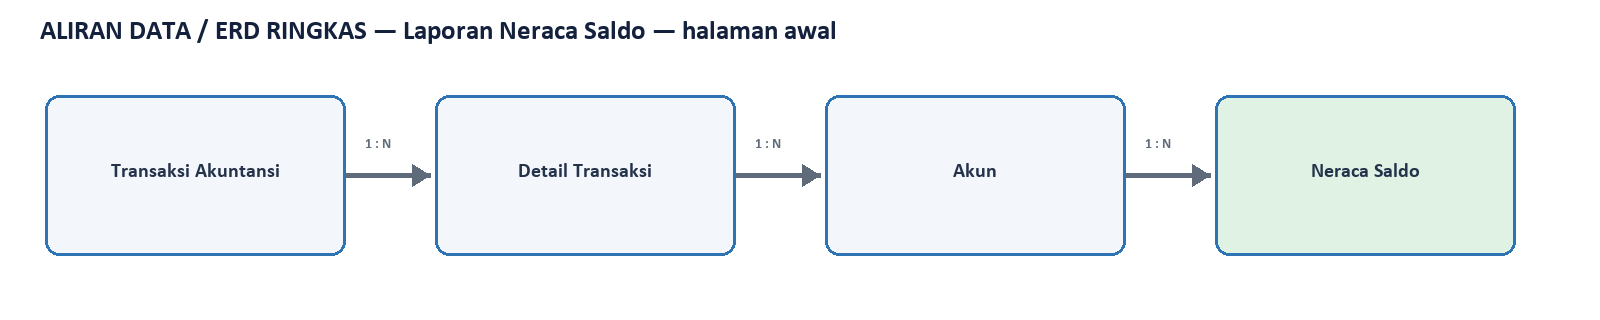 ALIRAN DATA / ERD RINGKAS — Laporan Neraca Saldo — halaman awal
Transaksi Akuntansi
1 : N
Detail Transaksi
1 : N
Akun
1 : N
Neraca Saldo